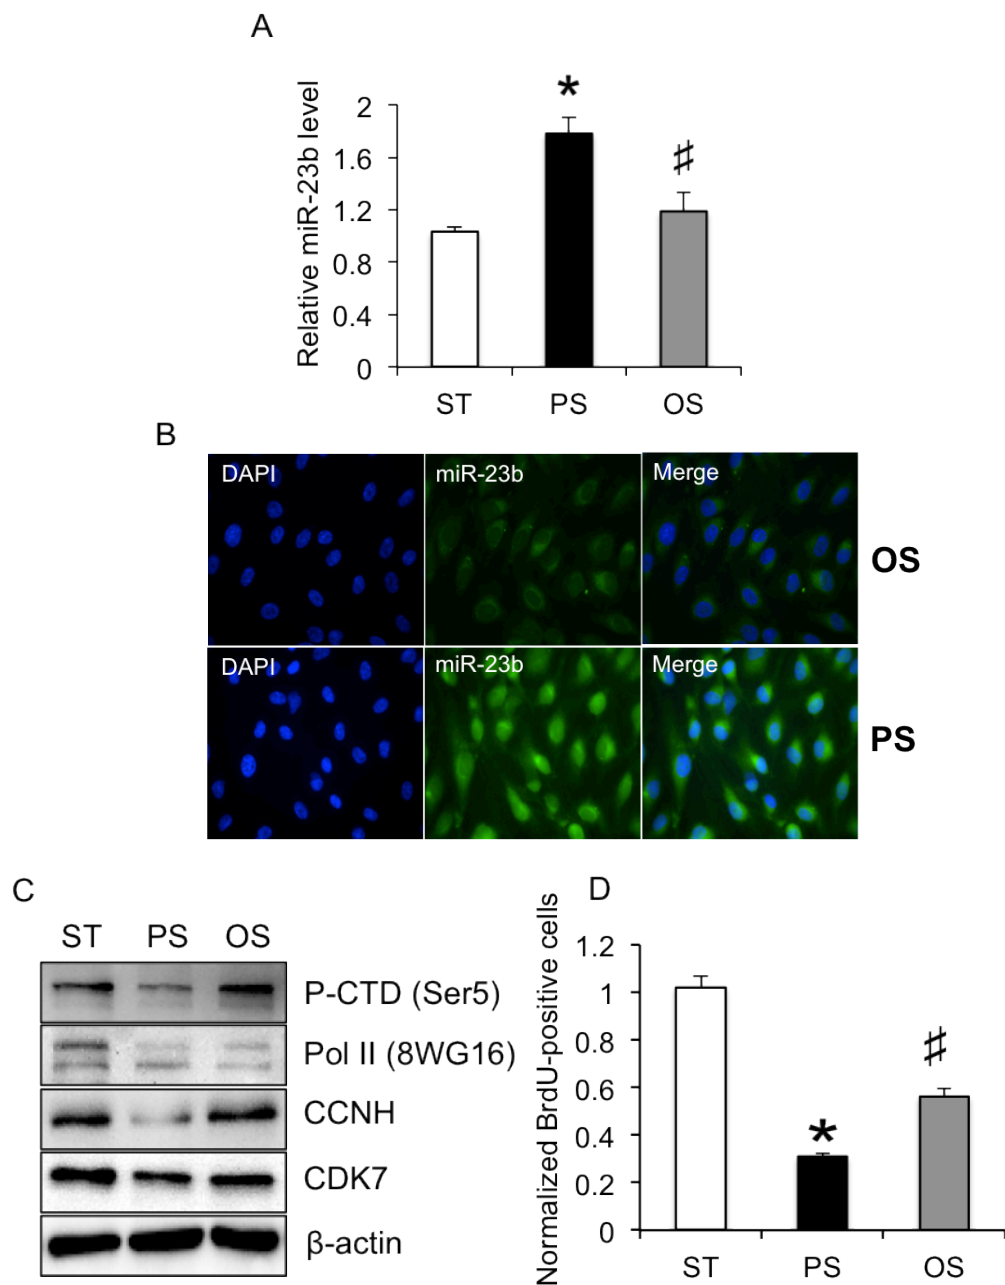 A
Relative miR-23b level
2
1.6
1.2
0.8
0.4
0
*
♯
ST PS OS
B
DAPI miR-23b Merge
OS
DAPI miR-23b Merge
PS
C
ST PS OS
P-CTD (Ser5)
Pol II (8WG16)
CCNH
CDK7
β-actin
D
Normalized BrdU-positive cells
1.2
1
0.8
0.6
0.4
0.2
0
*
♯
ST PS OS